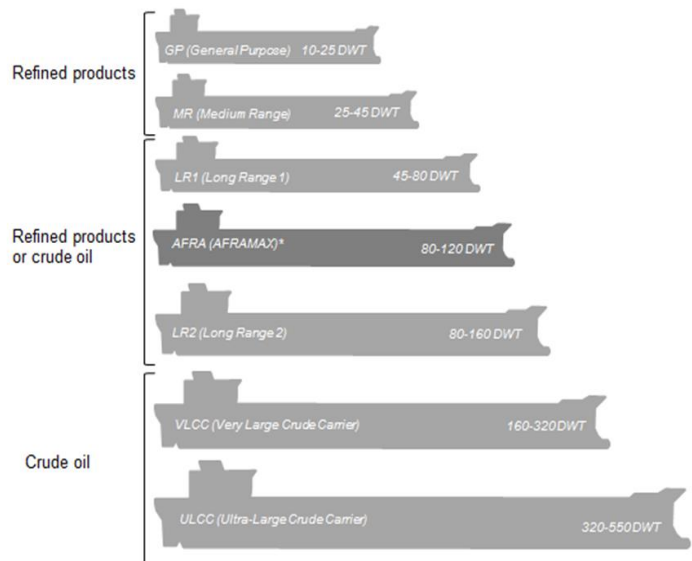 Refined products
GP (General Purpose) 10-25 DWT
MR (Medium Range) 25-45 DWT
Refined products
or crude oil
LR1 (Long Range 1) 45-80 DWT
AFRA (AFRAMAX)* 80-120 DWT
LR2 (Long Range 2) 80-160 DWT
Crude oil
VLCC (Very Large Crude Carrier) 160-320 DWT
ULCC (Ultra-Large Crude Carrier) 320-550 DWT